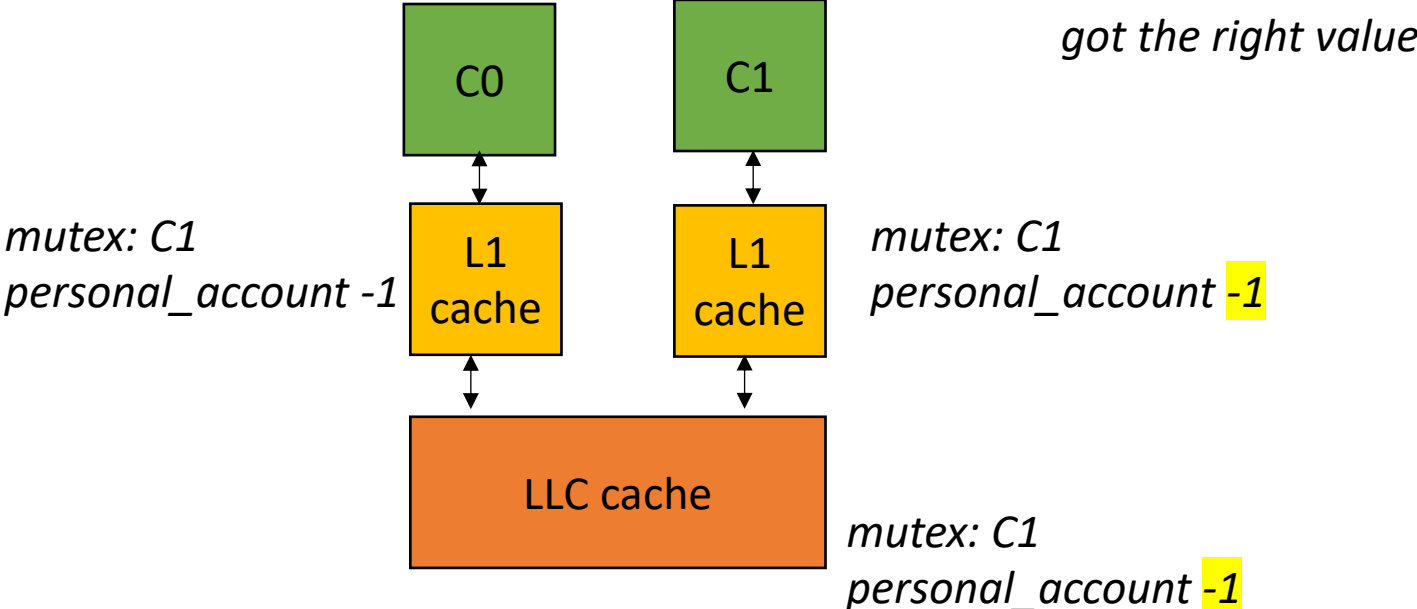 got the right value
C0
C1
mutex: C1
personal_account -1
L1
cache
L1
cache
mutex: C1
personal_account -1
LLC cache
mutex: C1
personal_account -1